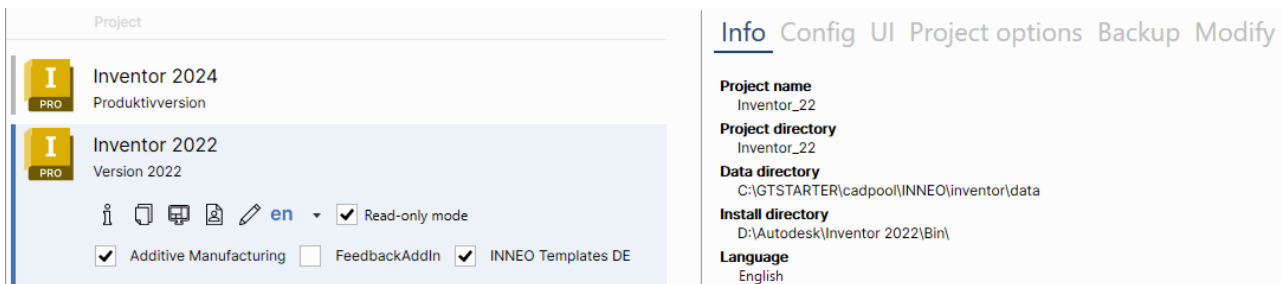 Project
I
PRO
Inventor 2024
Produktivversion
I
PRO
Inventor 2022
Version 2022
en
Read-only mode
Additive Manufacturing FeedbackAddIn INNEO Templates DE
Info Config UI Project options Backup Modify
Project name
Inventor_22
Project directory
Inventor_22
Data directory
C:\GTSTARTER\cadpool\INNEO\inventor\data
Install directory
D:\Autodesk\Inventor 2022\Bin\
Language
English